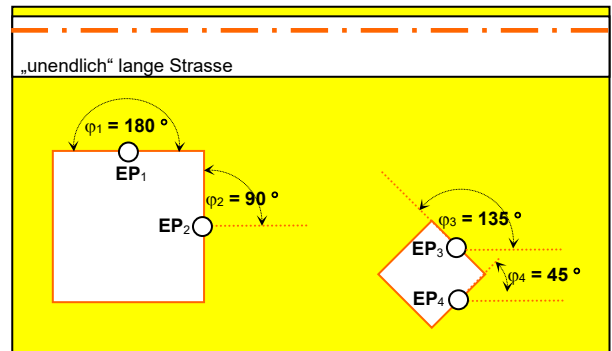 „unendlich“ lange Strasse
φ₁ = 180 °
EP₁
φ₂ = 90 °
EP₂
φ₃ = 135 °
EP₃
φ₄ = 45 °
EP₄